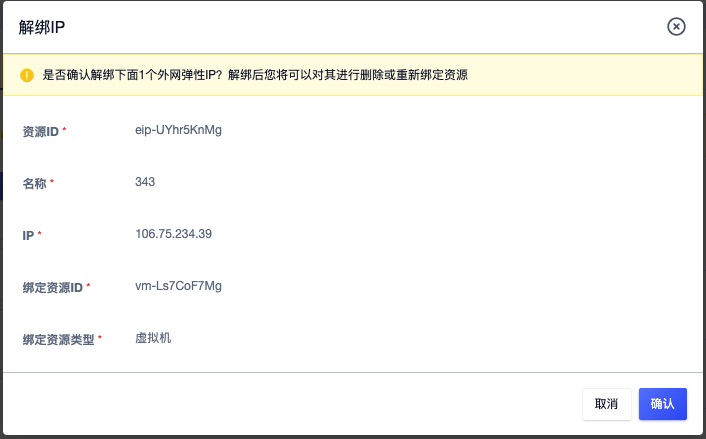 解绑IP
是否确认解绑下面1个外网弹性IP？解绑后您将可以对其进行删除或重新绑定资源
资源ID * eip-UYhr5KnMg
名称 * 343
IP * 106.75.234.39
绑定资源ID * vm-Ls7CoF7Mg
绑定资源类型 * 虚拟机
取消 确认